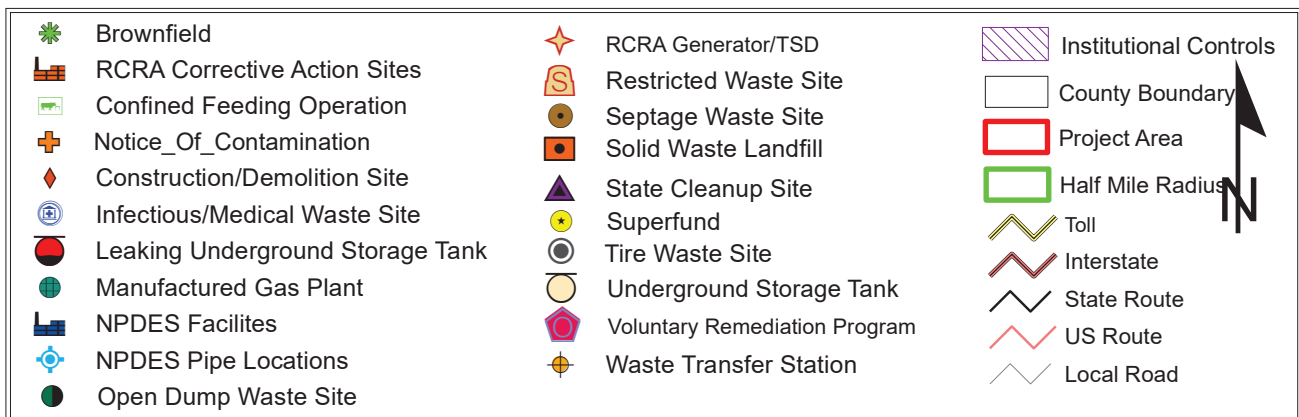 Brownfield
RCRA Corrective Action Sites
Confined Feeding Operation
Notice_Of_Contamination
Construction/Demolition Site
Infectious/Medical Waste Site
Leaking Underground Storage Tank
Manufactured Gas Plant
NPDES Facilites
NPDES Pipe Locations
Open Dump Waste Site
RCRA Generator/TSD
S
Restricted Waste Site
Septage Waste Site
Solid Waste Landfill
State Cleanup Site
Superfund
Tire Waste Site
Underground Storage Tank
Voluntary Remediation Program
Waste Transfer Station
Institutional Controls
County Boundary
Project Area
Half Mile Radius
Toll
Interstate
State Route
US Route
Local Road
N